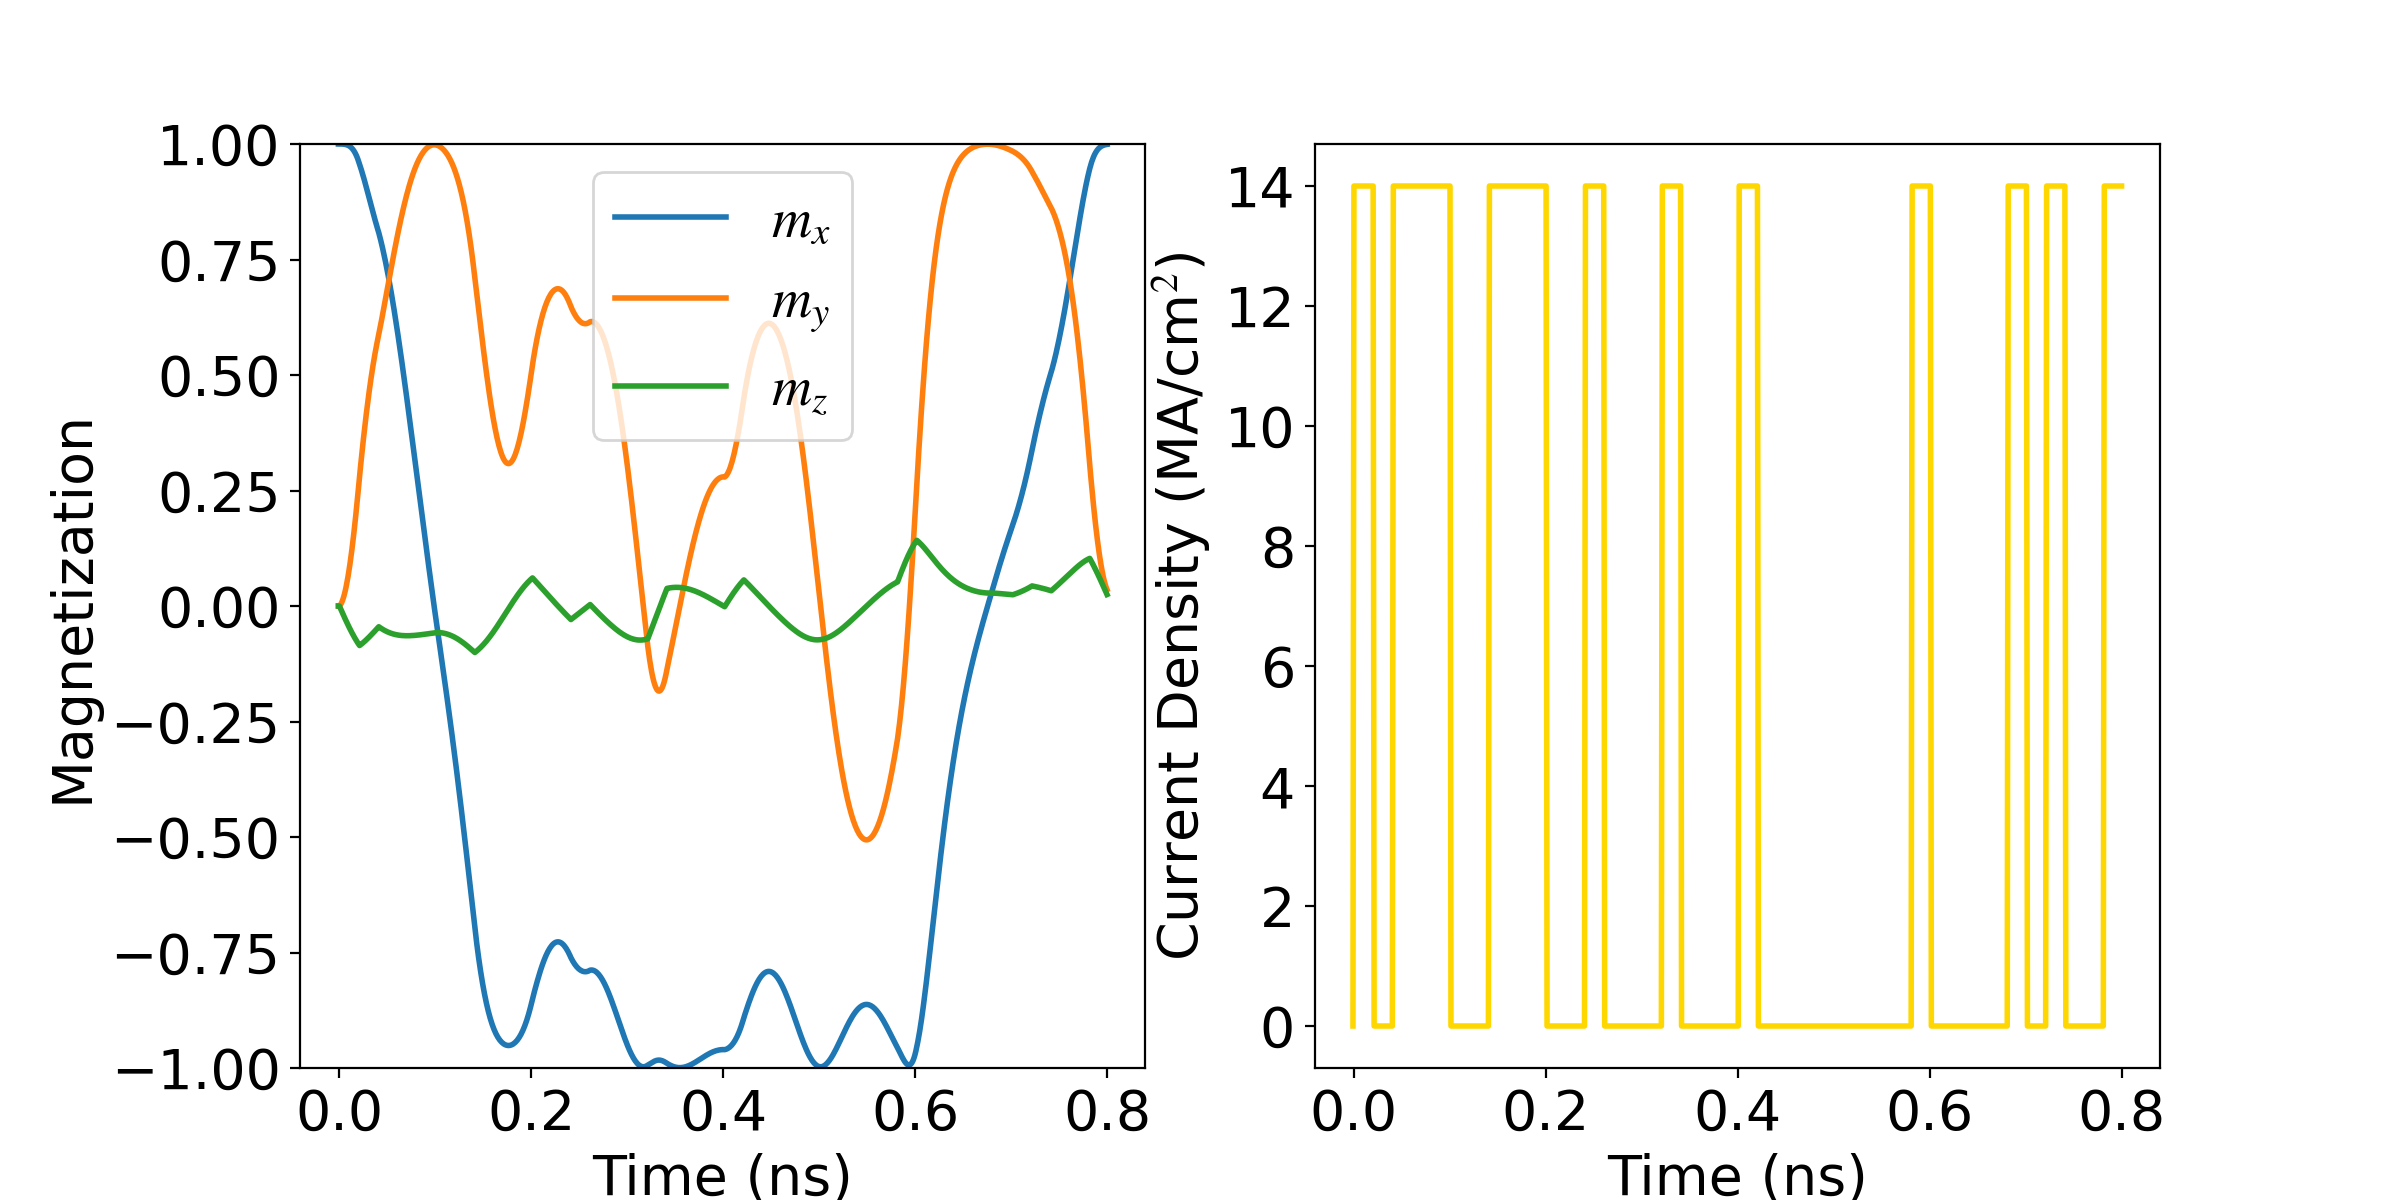 1.00
0.75
0.50
0.25
0.00
−0.25
−0.50
−0.75
−1.00
Magnetization
0.0 0.2 0.4 0.6 0.8
Time (ns)
mₓ
m_y
m_z
14
12
10
8
6
4
2
0
Current Density (MA/cm²)
0.0 0.2 0.4 0.6 0.8
Time (ns)